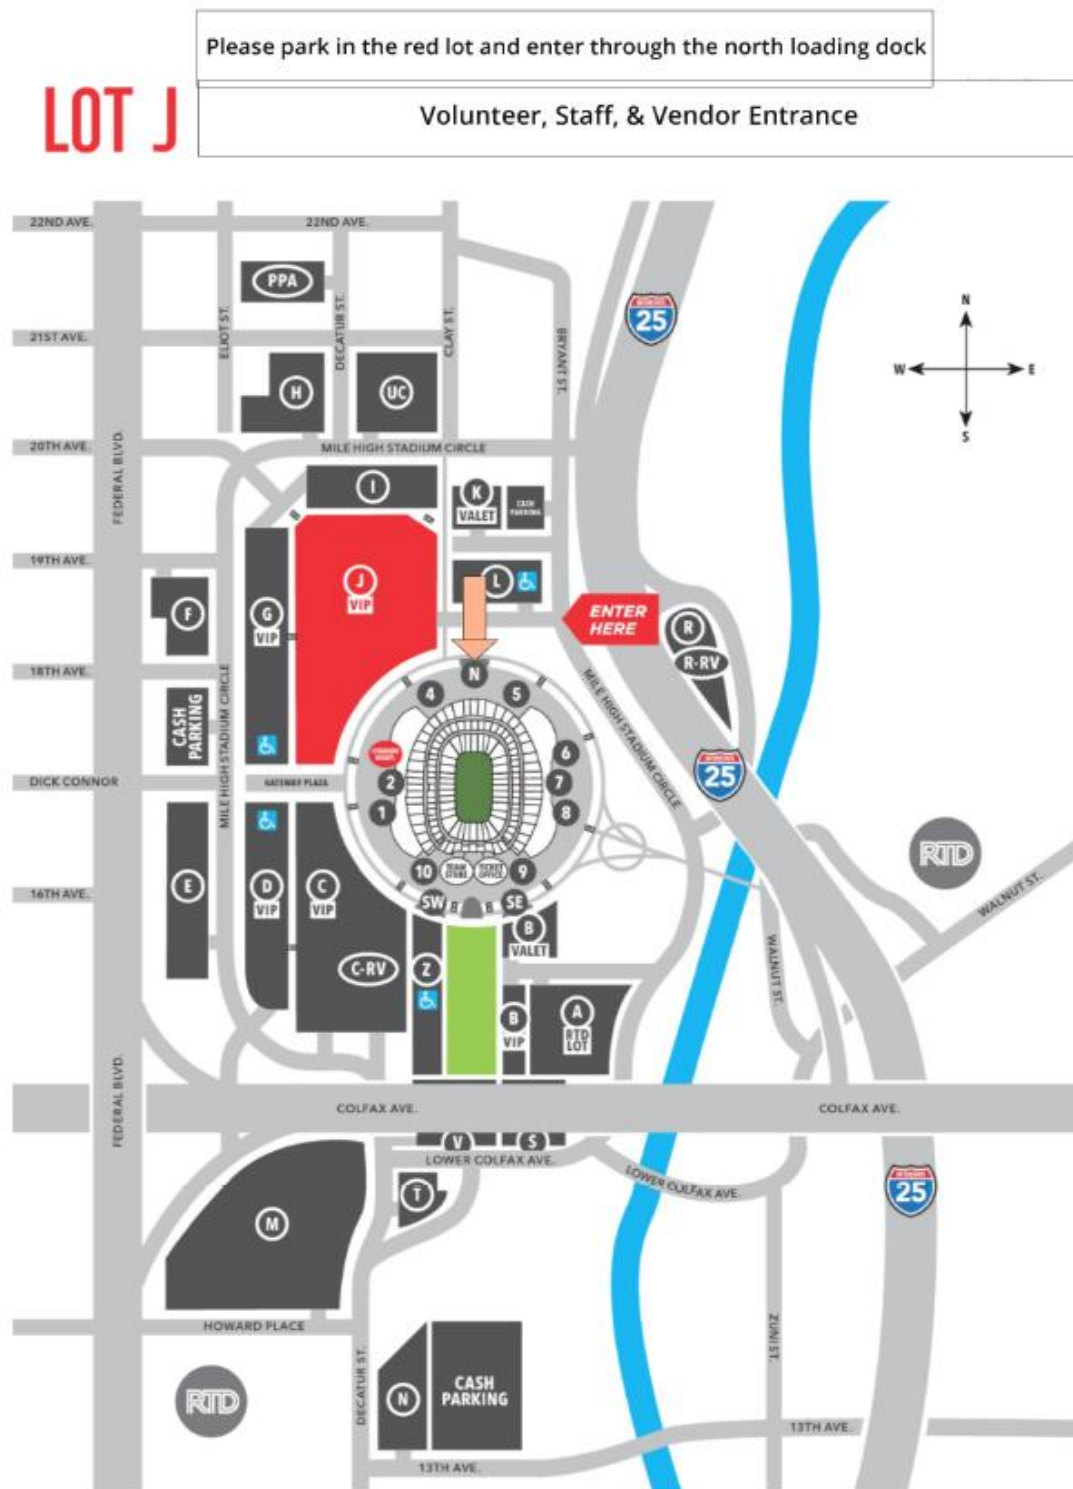 Please park in the red lot and enter through the north loading dock
LOT J
Volunteer, Staff, & Vendor Entrance
22ND AVE.
22ND AVE.
PPA
ELIOT ST.
DECATUR ST.
CLAY ST.
BRYANT ST.
25
N
W
E
S
21ST AVE.
H
UC
20TH AVE.
MILE HIGH STADIUM CIRCLE
FEDERAL BLVD.
I
K
VALET
CASH
PARKING
19TH AVE.
J
VIP
L
F
G
VIP
ENTER
HERE
R
R-RV
18TH AVE.
N
4
5
CASH
PARKING
MILE HIGH STADIUM CIRCLE
MILE HIGH STADIUM CIRCLE
6
25
DICK CONNOR
GATEWAY PLAZA
2
7
1
8
RTD
10
TEAM
STORE
TICKET
OFFICE
9
16TH AVE.
E
D
VIP
C
VIP
SW
B
B
SE
WALNUT ST.
B
VALET
C-RV
Z
WALNUT ST.
B
VIP
A
RTD
LOT
FEDERAL BLVD.
COLFAX AVE.
COLFAX AVE.
V
S
LOWER COLFAX AVE.
LOWER COLFAX AVE.
25
T
M
HOWARD PLACE
ZUNI ST.
DECATUR ST.
RTD
N
CASH
PARKING
13TH AVE.
13TH AVE.